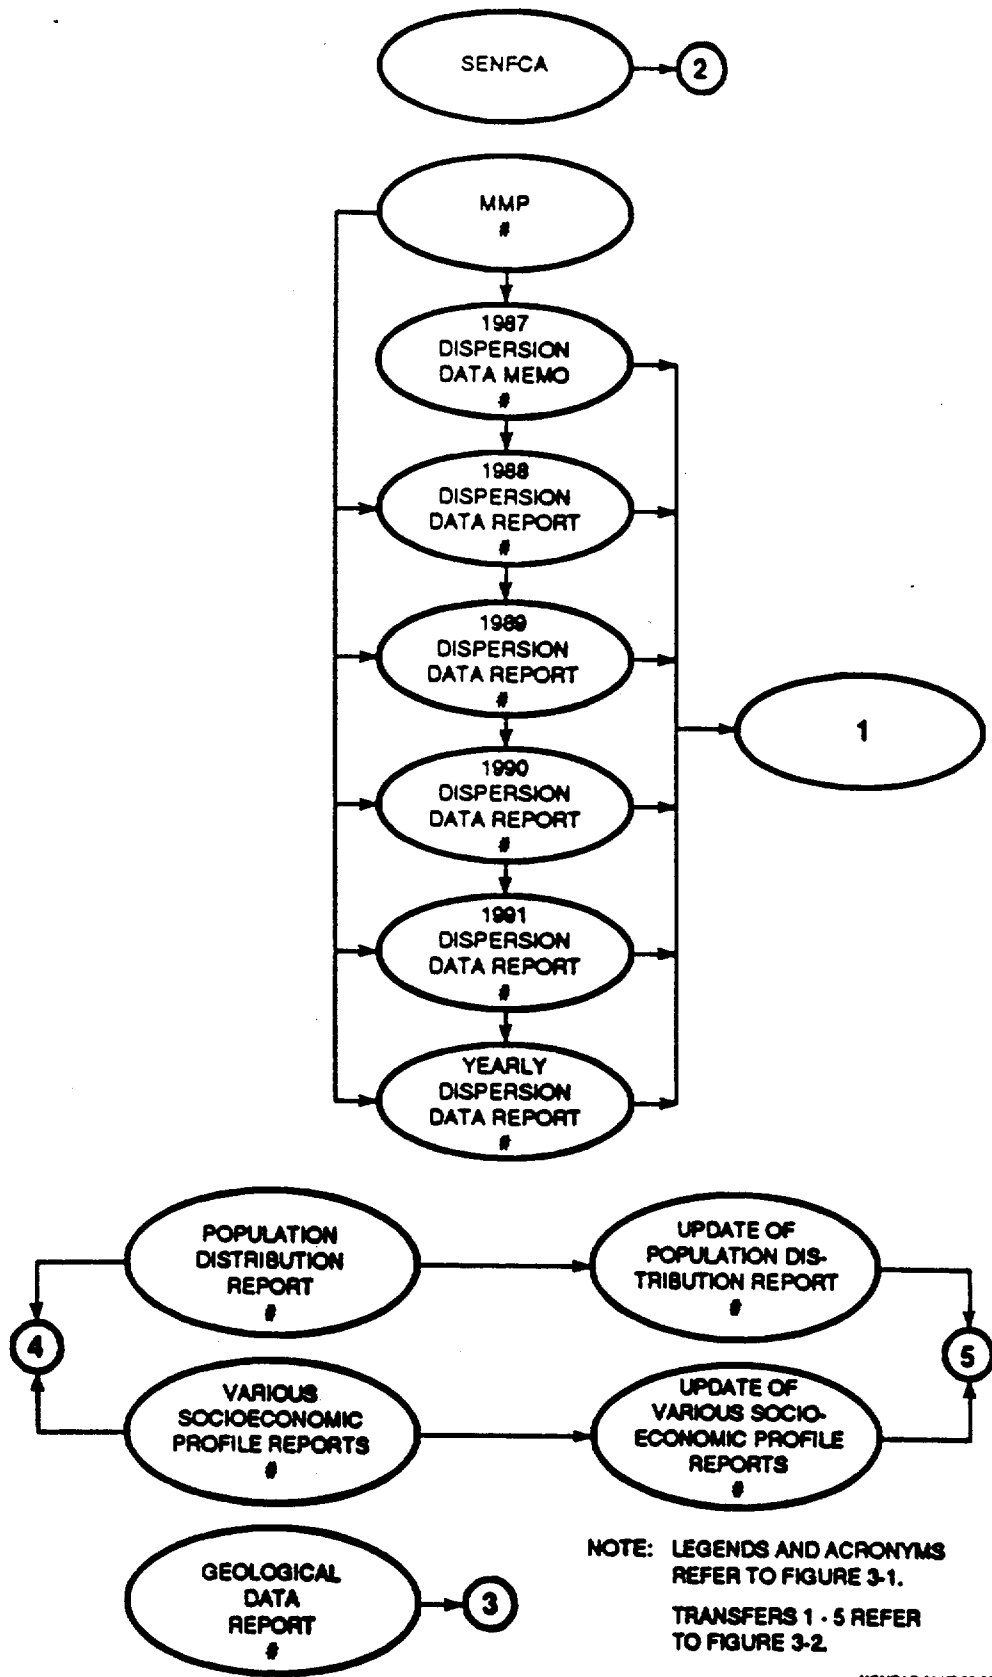 SENFCA
2
MMP
#
1987
DISPERSION
DATA MEMO
#
1988
DISPERSION
DATA REPORT
#
1989
DISPERSION
DATA REPORT
#
1
1990
DISPERSION
DATA REPORT
#
1991
DISPERSION
DATA REPORT
#
YEARLY
DISPERSION
DATA REPORT
#
POPULATION
DISTRIBUTION
REPORT
#
UPDATE OF
POPULATION DIS-
TRIBUTION REPORT
#
4
5
VARIOUS
SOCIOECONOMIC
PROFILE REPORTS
#
UPDATE OF
VARIOUS SOCIO-
ECONOMIC PROFILE
REPORTS
#
GEOLOGICAL
DATA
REPORT
#
3
NOTE: LEGENDS AND ACRONYMS
REFER TO FIGURE 3-1.
TRANSFERS 1 - 5 REFER
TO FIGURE 3-2.